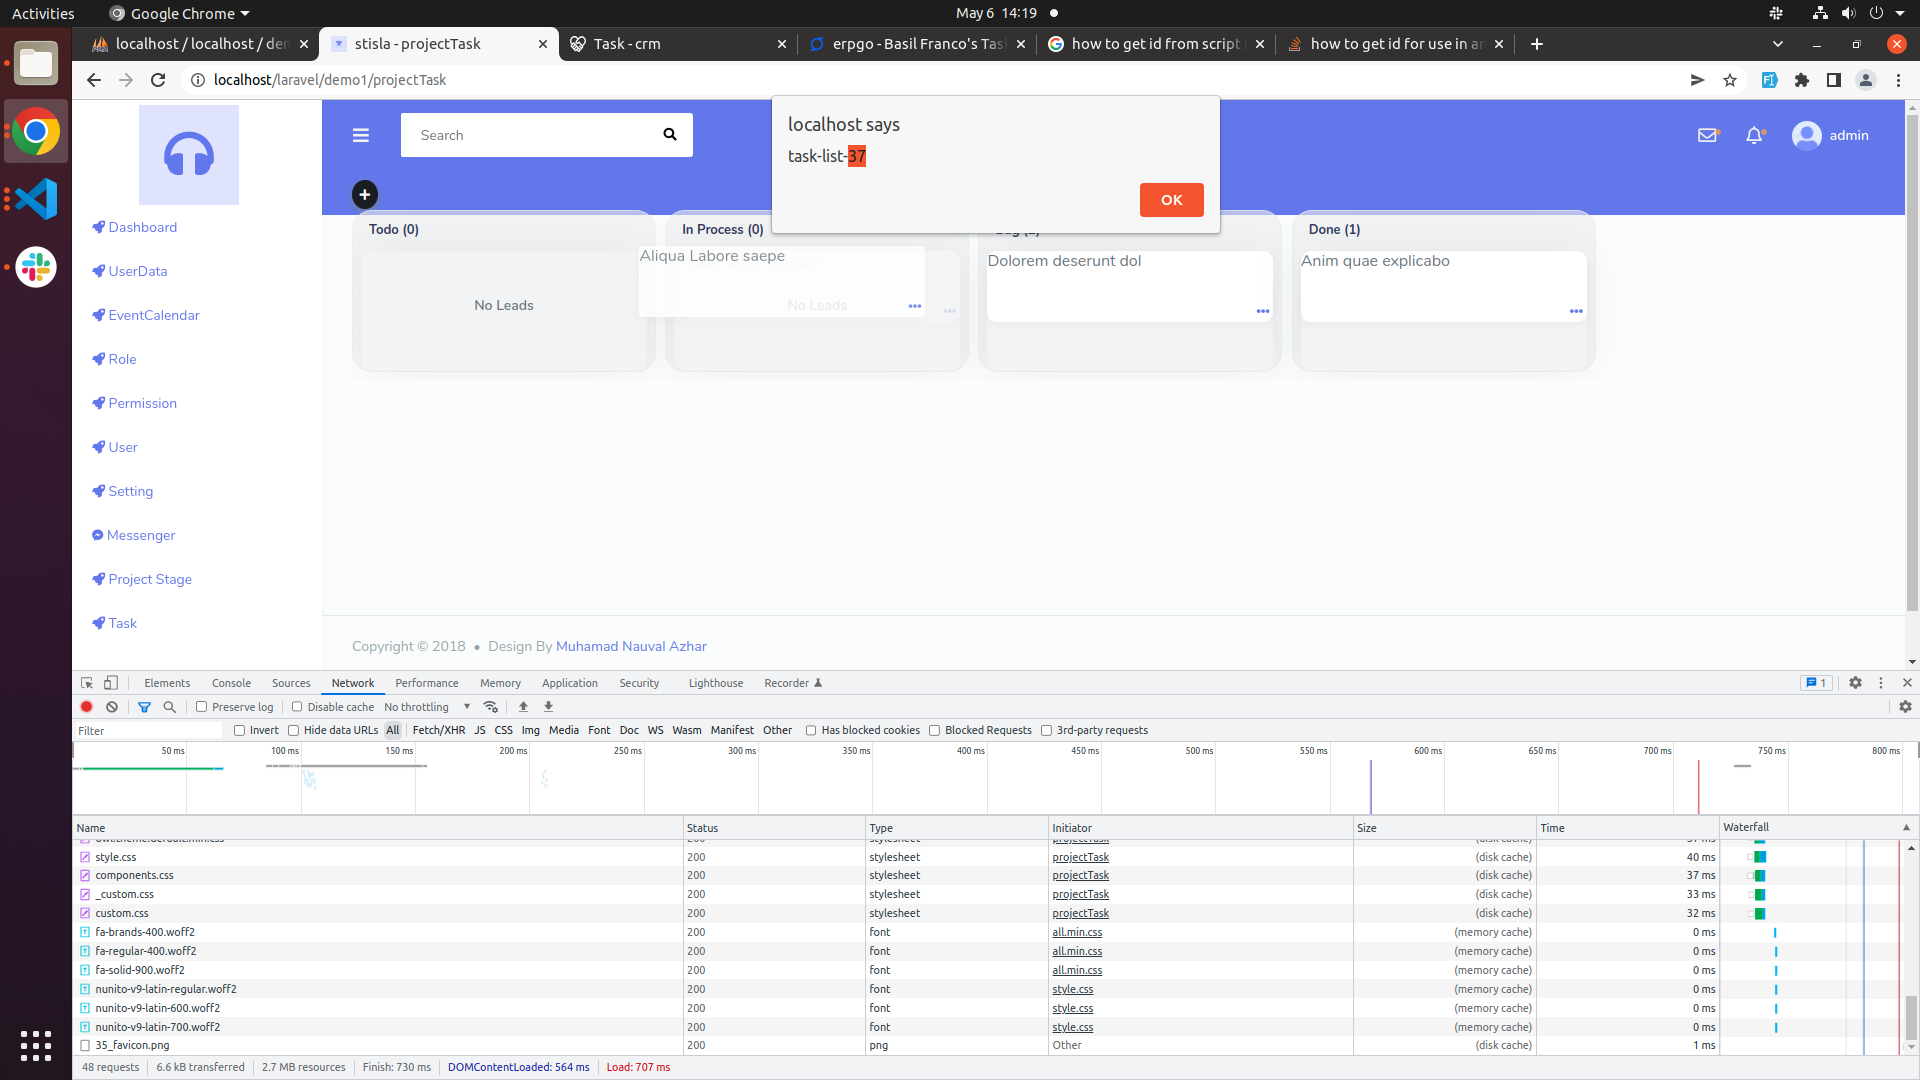 Activities
Google Chrome
May 6 14:19
localhost / localhost / den
stisla - projectTask
Task - crm
erpgo - Basil Franco's Tas
how to get id from script
how to get id for use in an
localhost/laravel/demo1/projectTask
Search
localhost says
task-list-37
OK
admin
Dashboard
UserData
EventCalendar
Role
Permission
User
Setting
Messenger
Project Stage
Task
Todo (0)
In Process (0)
Done (1)
No Leads
Aliqua Labore saepe
No Leads
Dolorem deserunt dol
Anim quae explicabo
Copyright © 2018 • Design By Muhamad Nauval Azhar
Elements Console Sources Network Performance Memory Application Security Lighthouse Recorder
1
Preserve log Disable cache No throttling
Filter Invert Hide data URLs All Fetch/XHR JS CSS Img Media Font Doc WS Wasm Manifest Other Has blocked cookies Blocked Requests 3rd-party requests
50 ms 100 ms 150 ms 200 ms 250 ms 300 ms 350 ms 400 ms 450 ms 500 ms 550 ms 600 ms 650 ms 700 ms 750 ms 800 ms
Name Status Type Initiator Size Time Waterfall
style.css 200 stylesheet projectTask (disk cache) 40 ms
components.css 200 stylesheet projectTask (disk cache) 37 ms
_custom.css 200 stylesheet projectTask (disk cache) 33 ms
custom.css 200 stylesheet projectTask (disk cache) 32 ms
fa-brands-400.woff2 200 font all.min.css (memory cache) 0 ms
fa-regular-400.woff2 200 font all.min.css (memory cache) 0 ms
fa-solid-900.woff2 200 font all.min.css (memory cache) 0 ms
nunito-v9-latin-regular.woff2 200 font style.css (memory cache) 0 ms
nunito-v9-latin-600.woff2 200 font style.css (memory cache) 0 ms
nunito-v9-latin-700.woff2 200 font style.css (memory cache) 0 ms
35_favicon.png 200 png Other (disk cache) 1 ms
48 requests 6.6 kB transferred 2.7 MB resources Finish: 730 ms DOMContentLoaded: 564 ms Load: 707 ms